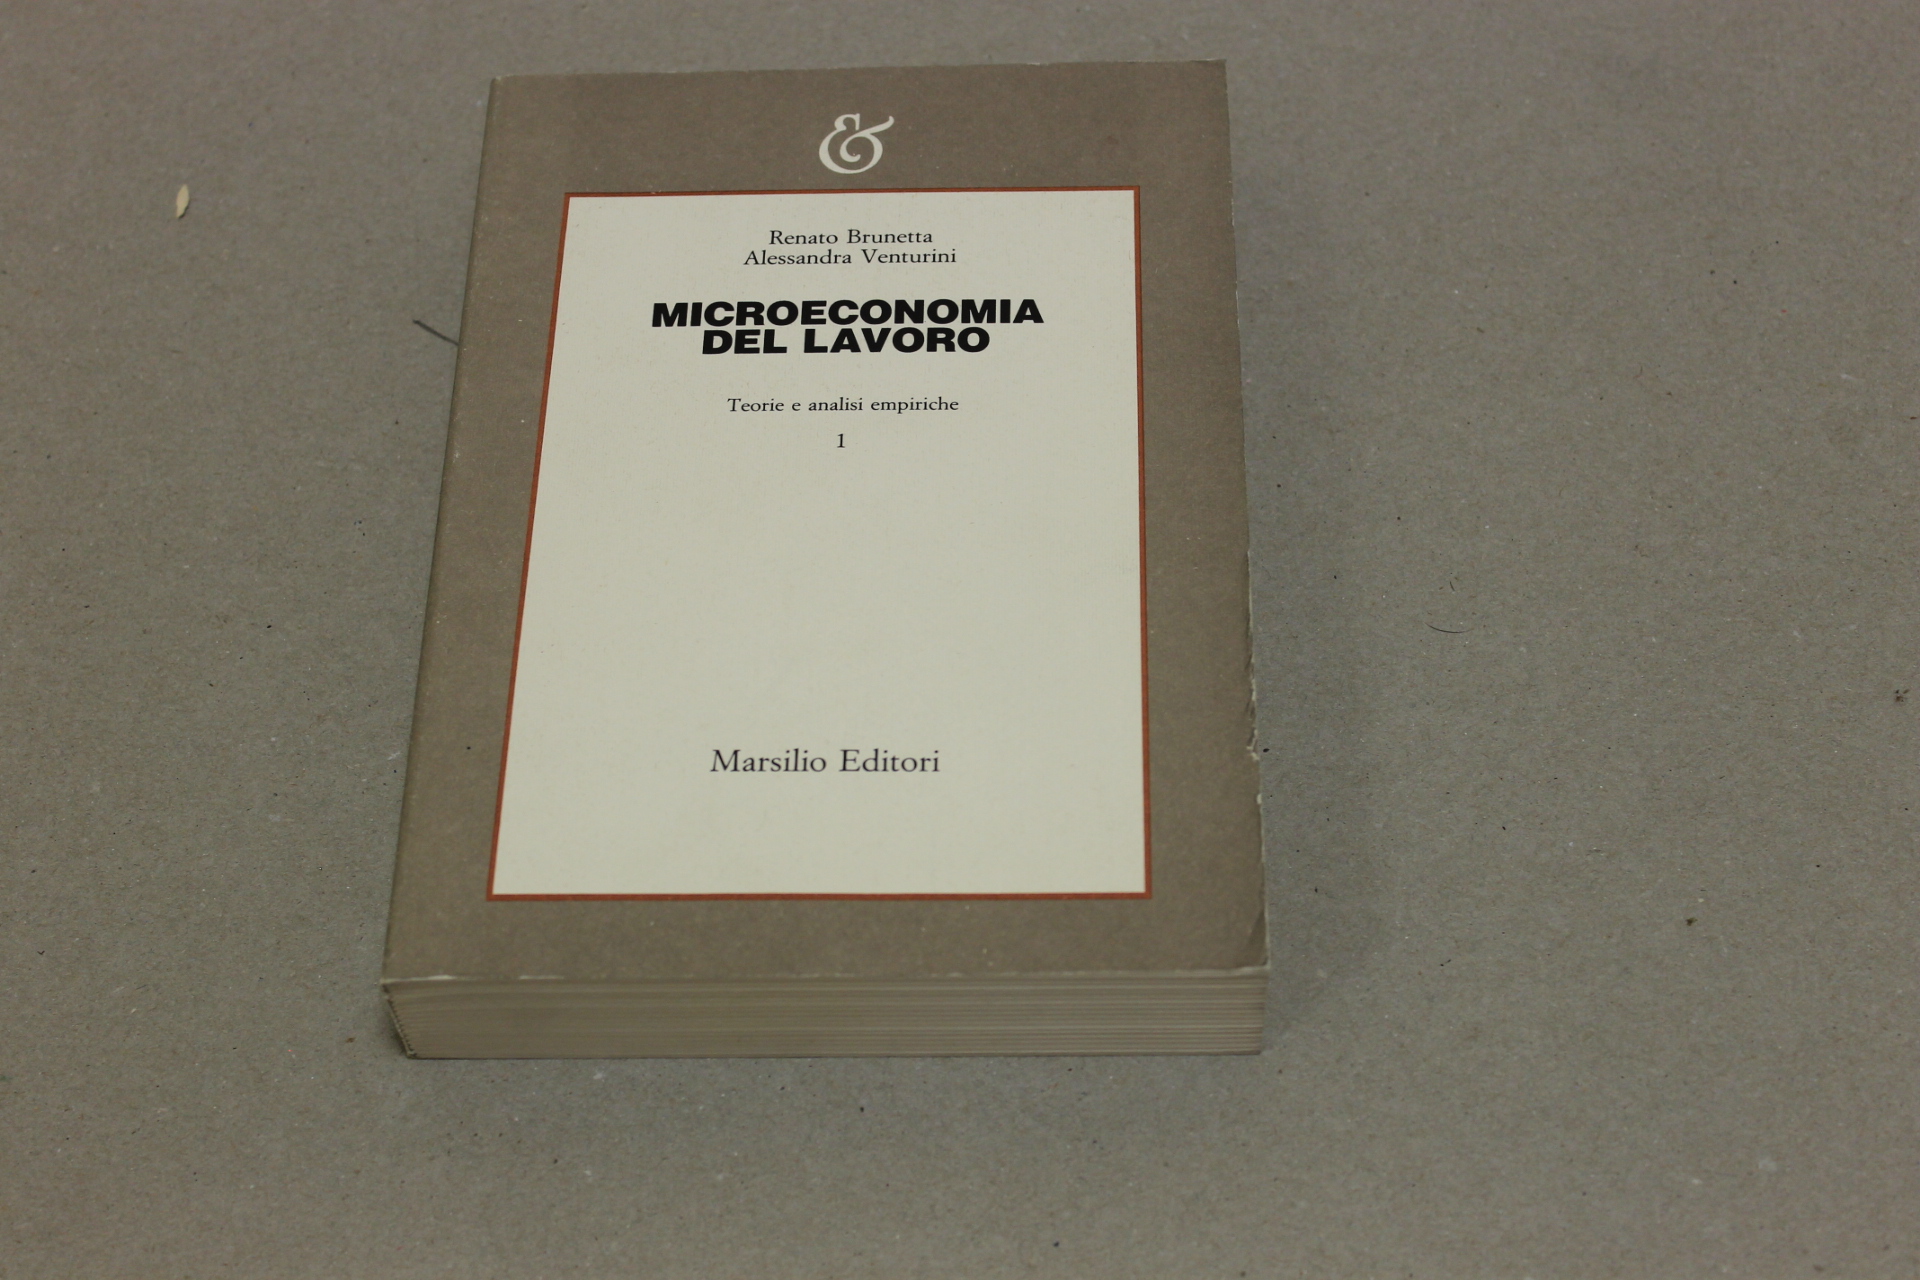 &
Renato Brunetta
Alessandra Venturini
MICROECONOMIA
DEL LAVORO
Teorie e analisi empiriche
1
Marsilio Editori